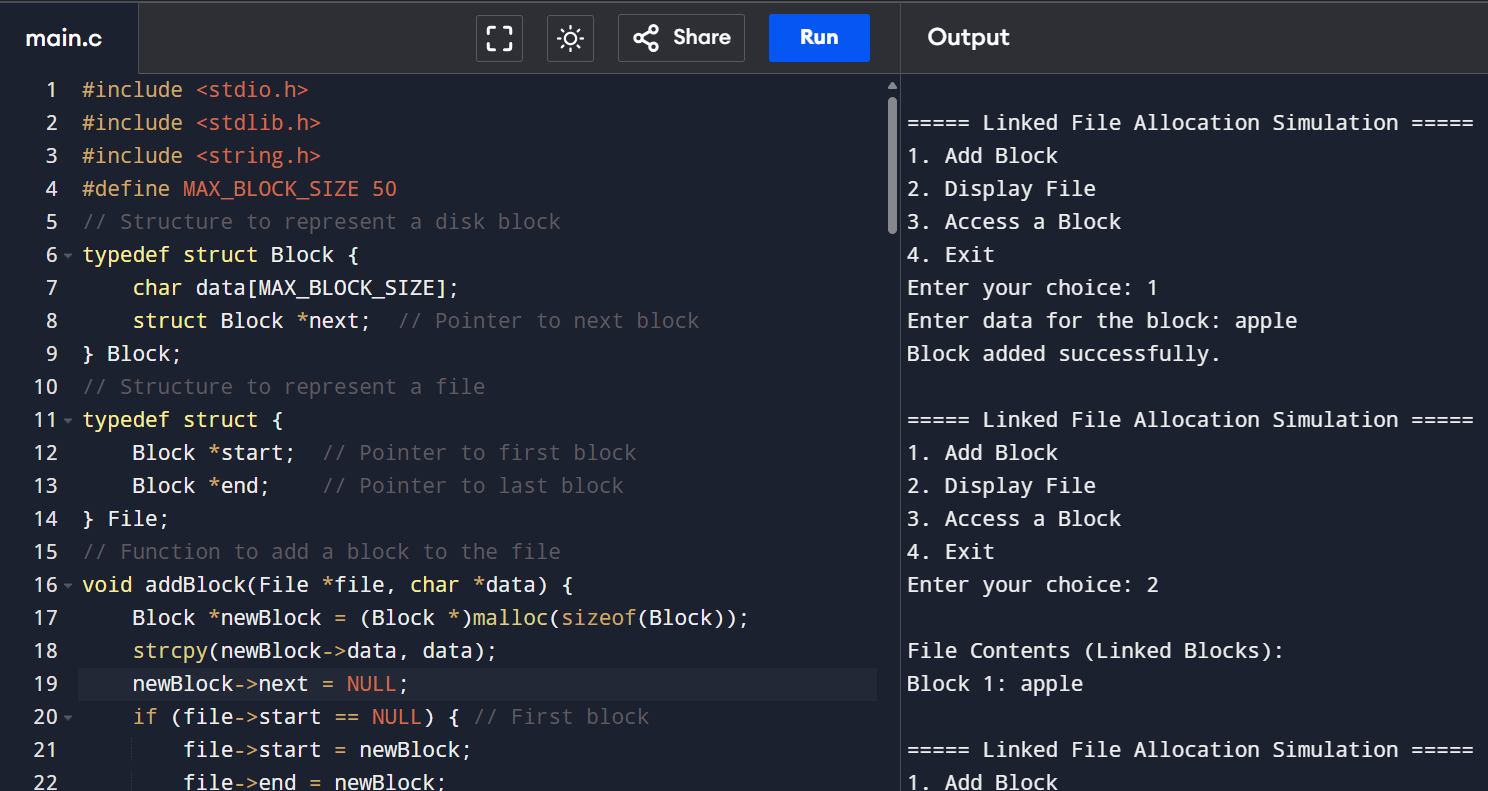 main.c
Share
Run
Output
1 #include <stdio.h>
2 #include <stdlib.h>
3 #include <string.h>
4 #define MAX_BLOCK_SIZE 50
5 // Structure to represent a disk block
6 typedef struct Block {
7     char data[MAX_BLOCK_SIZE];
8     struct Block *next;  // Pointer to next block
9 } Block;
10 // Structure to represent a file
11 typedef struct {
12     Block *start;  // Pointer to first block
13     Block *end;    // Pointer to last block
14 } File;
15 // Function to add a block to the file
16 void addBlock(File *file, char *data) {
17     Block *newBlock = (Block *)malloc(sizeof(Block));
18     strcpy(newBlock->data, data);
19     newBlock->next = NULL;
20     if (file->start == NULL) { // First block
21         file->start = newBlock;
22         file->end = newBlock;
===== Linked File Allocation Simulation =====
1. Add Block
2. Display File
3. Access a Block
4. Exit
Enter your choice: 1
Enter data for the block: apple
Block added successfully.
===== Linked File Allocation Simulation =====
1. Add Block
2. Display File
3. Access a Block
4. Exit
Enter your choice: 2
File Contents (Linked Blocks):
Block 1: apple
===== Linked File Allocation Simulation =====
1. Add Block